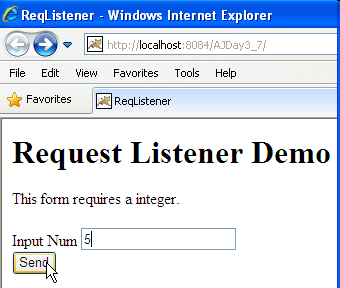 ReqListener - Windows Internet Explorer
http://localhost:8084/AJDay3_7/
File Edit View Favorites Tools Help
Favorites ReqListener
Request Listener Demo
This form requires a integer.
Input Num 5
Send